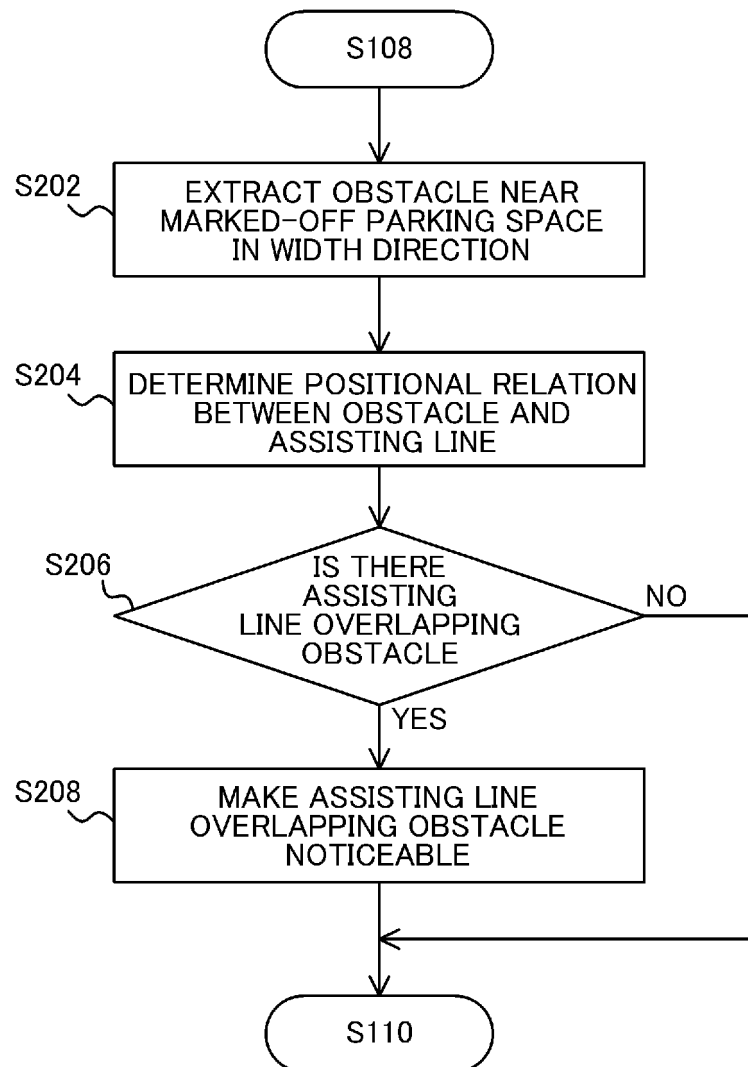 S108
S202
EXTRACT OBSTACLE NEAR
MARKED-OFF PARKING SPACE
IN WIDTH DIRECTION
S204
DETERMINE POSITIONAL RELATION
BETWEEN OBSTACLE AND
ASSISTING LINE
S206
IS THERE
ASSISTING
LINE OVERLAPPING
OBSTACLE
NO
YES
S208
MAKE ASSISTING LINE
OVERLAPPING OBSTACLE
NOTICEABLE
S110